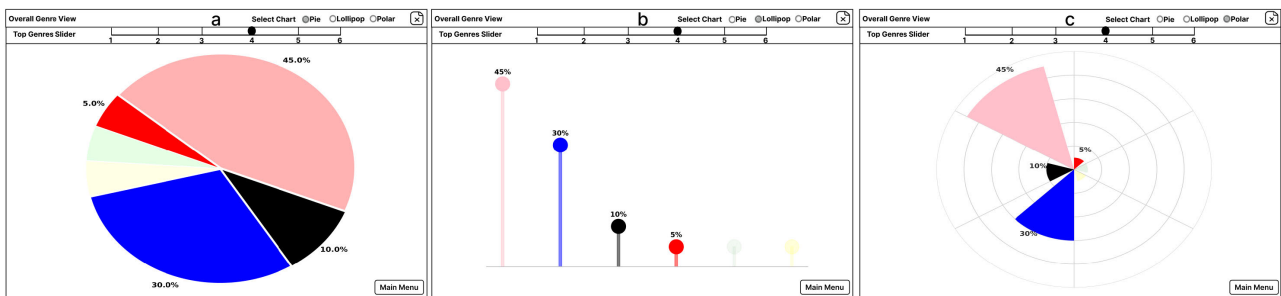 Overall Genre View a Select Chart Pie Lollipop Polar
Top Genres Slider 1 2 3 4 5 6
45.0%
5.0%
10.0%
30.0%
Main Menu
Overall Genre View b Select Chart Pie Lollipop Polar
Top Genres Slider 1 2 3 4 5 6
45%
30%
10%
5%
Main Menu
Overall Genre View c Select Chart Pie Lollipop Polar
Top Genres Slider 1 2 3 4 5 6
45%
5%
10%
30%
Main Menu